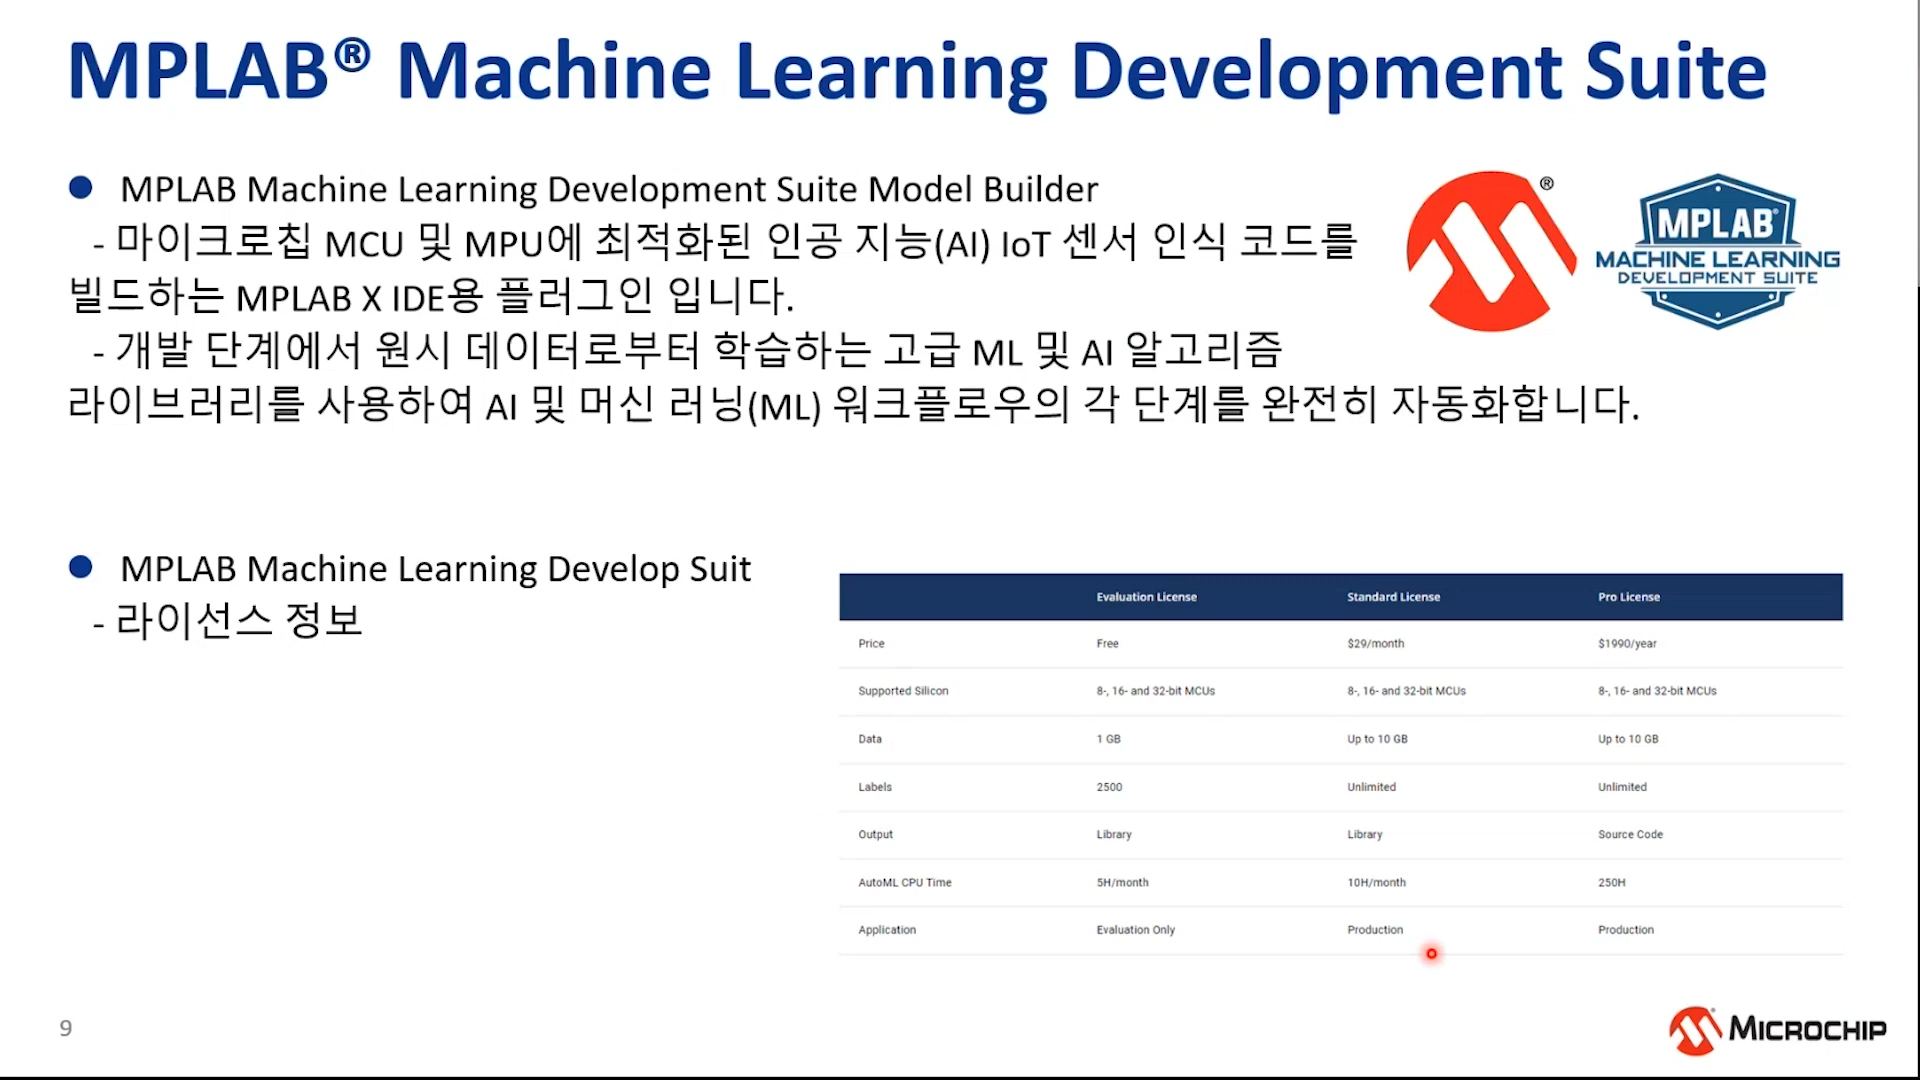 MPLAB® Machine Learning Development Suite
● MPLAB Machine Learning Development Suite Model Builder
- 마이크로칩 MCU 및 MPU에 최적화된 인공 지능(AI) IoT 센서 인식 코드를
빌드하는 MPLAB X IDE용 플러그인 입니다.
- 개발 단계에서 원시 데이터로부터 학습하는 고급 ML 및 AI 알고리즘
라이브러리를 사용하여 AI 및 머신 러닝(ML) 워크플로우의 각 단계를 완전히 자동화합니다.
®
MPLAB®
MACHINE LEARNING
DEVELOPMENT SUITE
● MPLAB Machine Learning Develop Suit
- 라이선스 정보
Evaluation License Standard License Pro License
Price Free $29/month $1990/year
Supported Silicon 8-, 16- and 32-bit MCUs 8-, 16- and 32-bit MCUs 8-, 16- and 32-bit MCUs
Data 1 GB Up to 10 GB Up to 10 GB
Labels 2500 Unlimited Unlimited
Output Library Library Source Code
AutoML CPU Time 5H/month 10H/month 250H
Application Evaluation Only Production Production
9
MICROCHIP